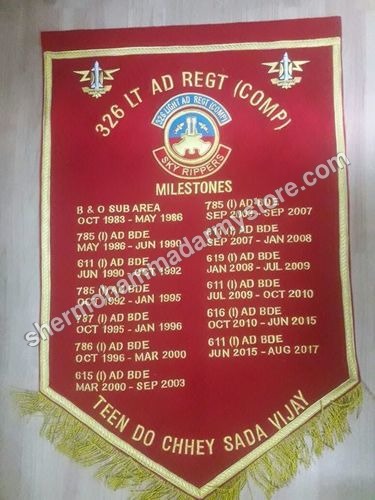 326 LT AD REGT (COMP)
326 LIGHT AD REGT (COMP)
SKY RIPPERS
MILESTONES
B & O SUB AREA
OCT 1983 - MAY 1986
785 (I) AD BDE
MAY 1986 - JUN 1990
611 (I) AD BDE
JUN 1990 - 1992
785 (I) AD BDE
OCT 1992 - JAN 1995
787 (I) AD BDE
OCT 1995 - JAN 1996
786 (I) AD BDE
OCT 1996 - MAR 2000
615 (I) AD BDE
MAR 2000 - SEP 2003
785 (I) AD BDE
SEP - SEP 2007
(I) AD BDE
SEP 2007 - JAN 2008
619 (I) AD BDE
JAN 2008 - JUL 2009
611 (I) AD BDE
JUL 2009 - OCT 2010
616 (I) AD BDE
OCT 2010 - JUN 2015
611 (I) AD BDE
JUN 2015 - AUG 2017
TEEN DO CHHEY SADA VIJAY
shermohammadarmystore.com